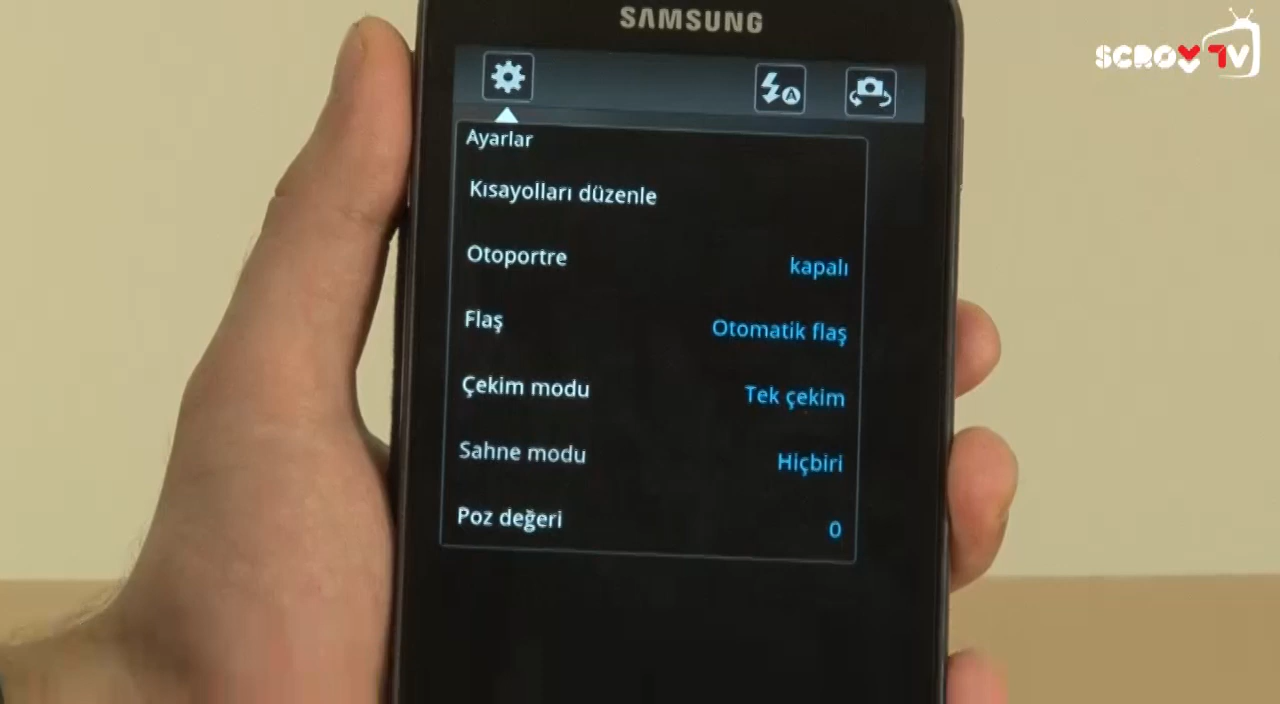 SAMSUNG
SCROLL TV
Ayarlar
Kısayolları düzenle
Otoportre kapalı
Flaş Otomatik flaş
Çekim modu Tek çekim
Sahne modu Hiçbiri
Poz değeri 0